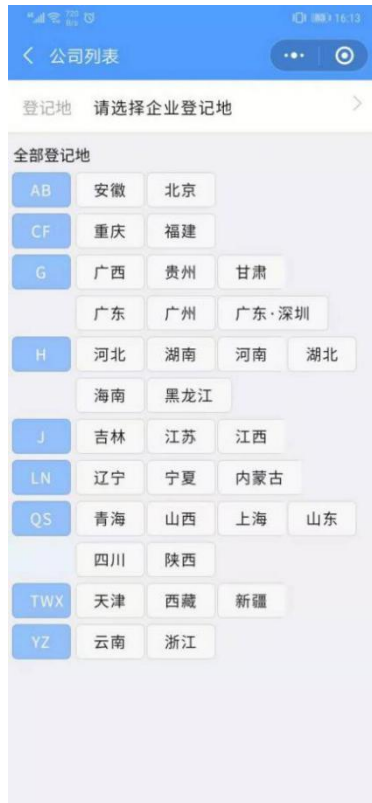 720 B/s 16:13
公司列表
登记地 请选择企业登记地
全部登记地
AB 安徽 北京
CF 重庆 福建
G 广西 贵州 甘肃
广东 广州 广东·深圳
H 河北 湖南 河南 湖北
海南 黑龙江
J 吉林 江苏 江西
LN 辽宁 宁夏 内蒙古
QS 青海 山西 上海 山东
四川 陕西
TWX 天津 西藏 新疆
YZ 云南 浙江